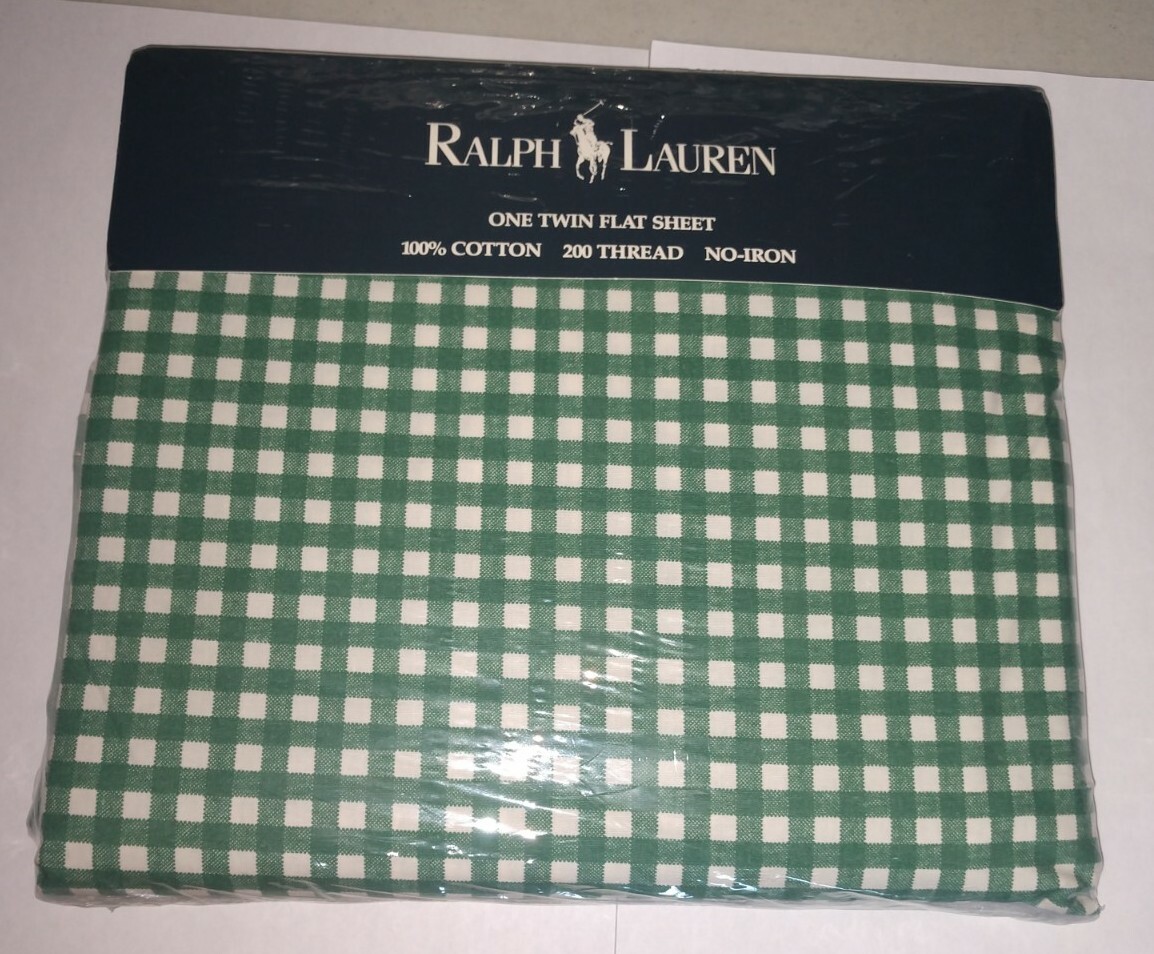 RALPH LAUREN
ONE TWIN FLAT SHEET
100% COTTON 200 THREAD NO-IRON